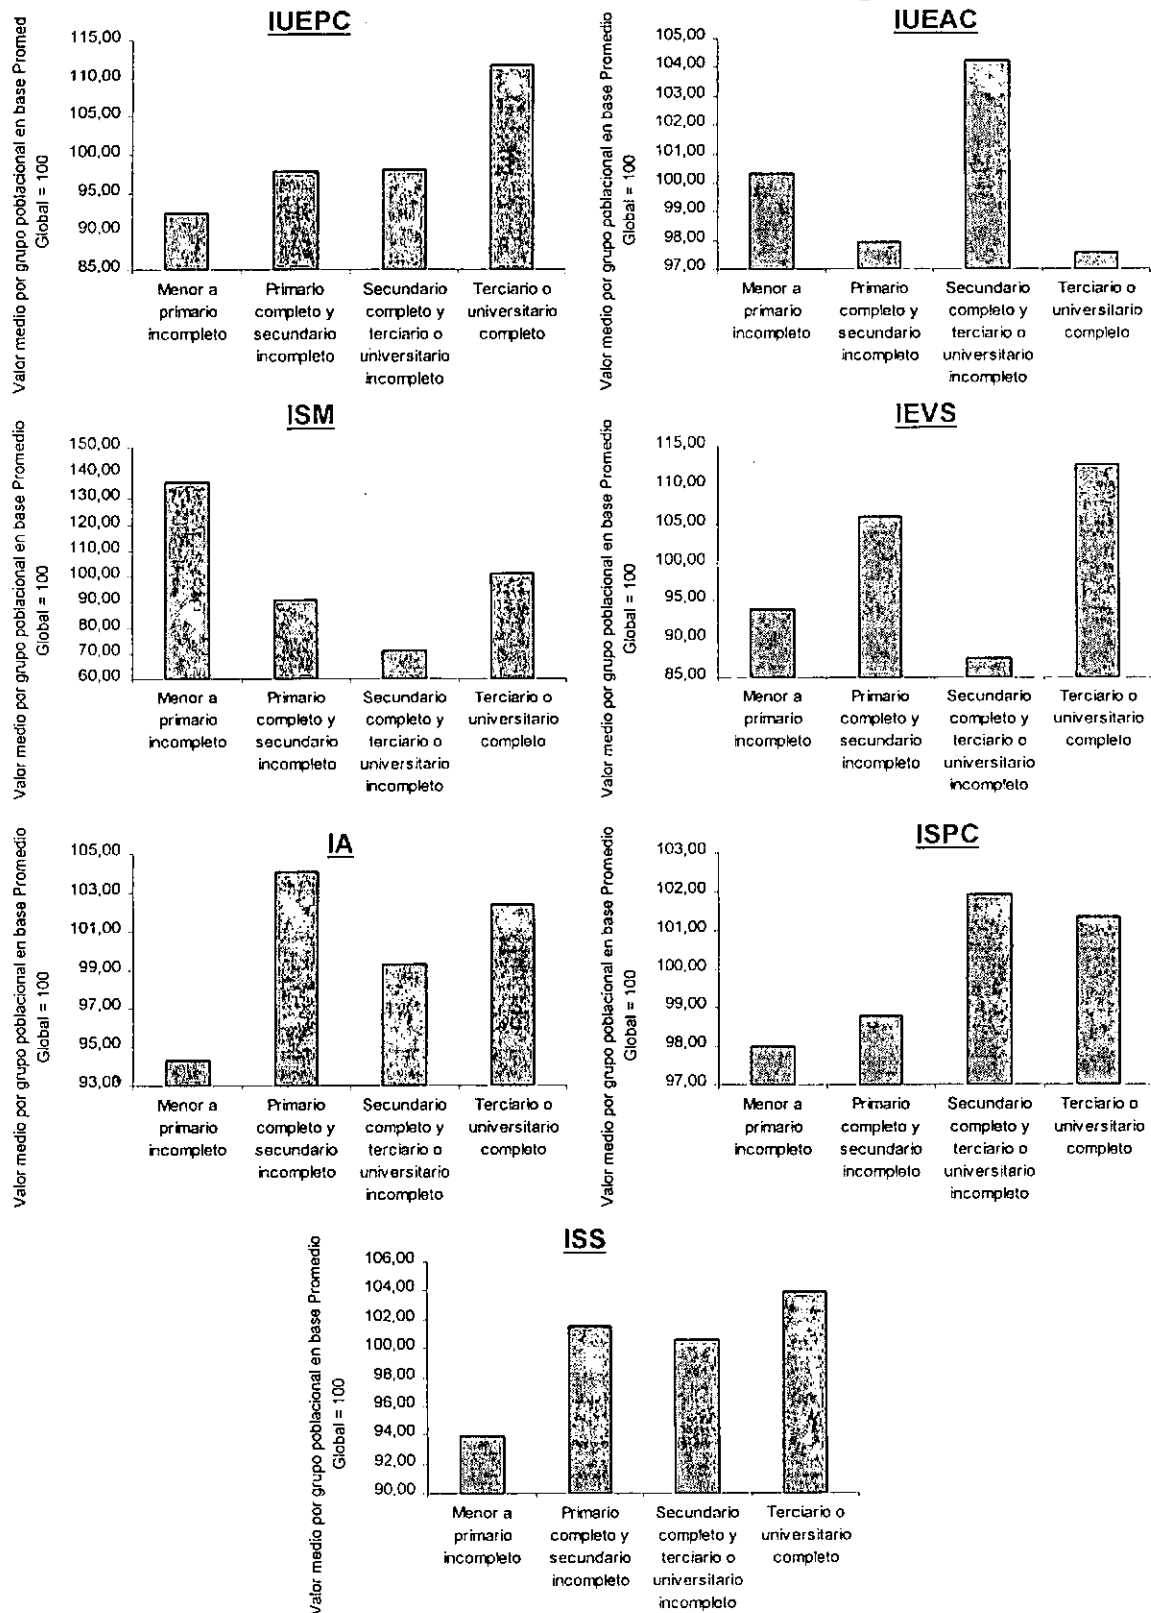 IUEPC
Valor medio por grupo poblacional en base Promed
Global = 100
115,00
110,00
105,00
100,00
95,00
90,00
85,00
Menor a
primario
incompleto
Primario
completo y
secundario
incompleto
Secundario
completo y
terciario o
universitario
incompleto
Terciario o
universitario
completo
IUEAC
Valor medio por grupo poblacional en base Promedio
Global = 100
105,00
104,00
103,00
102,00
101,00
100,00
99,00
98,00
97,00
Menor a
primario
incompleto
Primario
completo y
secundario
incompleto
Secundario
completo y
terciario o
universitario
incompleto
Terciario o
universitario
completo
ISM
Valor medio por grupo poblacional en base Promedio
Global = 100
150,00
140,00
130,00
120,00
110,00
100,00
90,00
80,00
70,00
60,00
Menor a
primario
incompleto
Primario
completo y
secundario
incompleto
Secundario
completo y
terciario o
universitario
incompleto
Terciario o
universitario
completo
IEVS
Valor medio por grupo poblacional en base Promedio
Global = 100
115,00
110,00
105,00
100,00
95,00
90,00
85,00
Menor a
primario
incompleto
Primario
completo y
secundario
incompleto
Secundario
completo y
terciario o
universitario
incompleto
Terciario o
universitario
completo
IA
Valor medio por grupo poblacional en base Promedio
Global = 100
105,00
103,00
101,00
99,00
97,00
95,00
93,00
Menor a
primario
incompleto
Primario
completo y
secundario
incompleto
Secundario
completo y
terciario o
universitario
incompleto
Terciario o
universitario
completo
ISPC
Valor medio por grupo poblacional en base Promedio
Global = 100
103,00
102,00
101,00
100,00
99,00
98,00
97,00
Menor a
primario
incompleto
Primario
completo y
secundario
incompleto
Secundario
completo y
terciario o
universitario
incompleto
Terciario o
universitario
completo
ISS
Valor medio por grupo poblacional en base Promedio
Global = 100
106,00
104,00
102,00
100,00
98,00
96,00
94,00
92,00
90,00
Menor a
primario
incompleto
Primario
completo y
secundario
incompleto
Secundario
completo y
terciario o
universitario
incompleto
Terciario o
universitario
completo